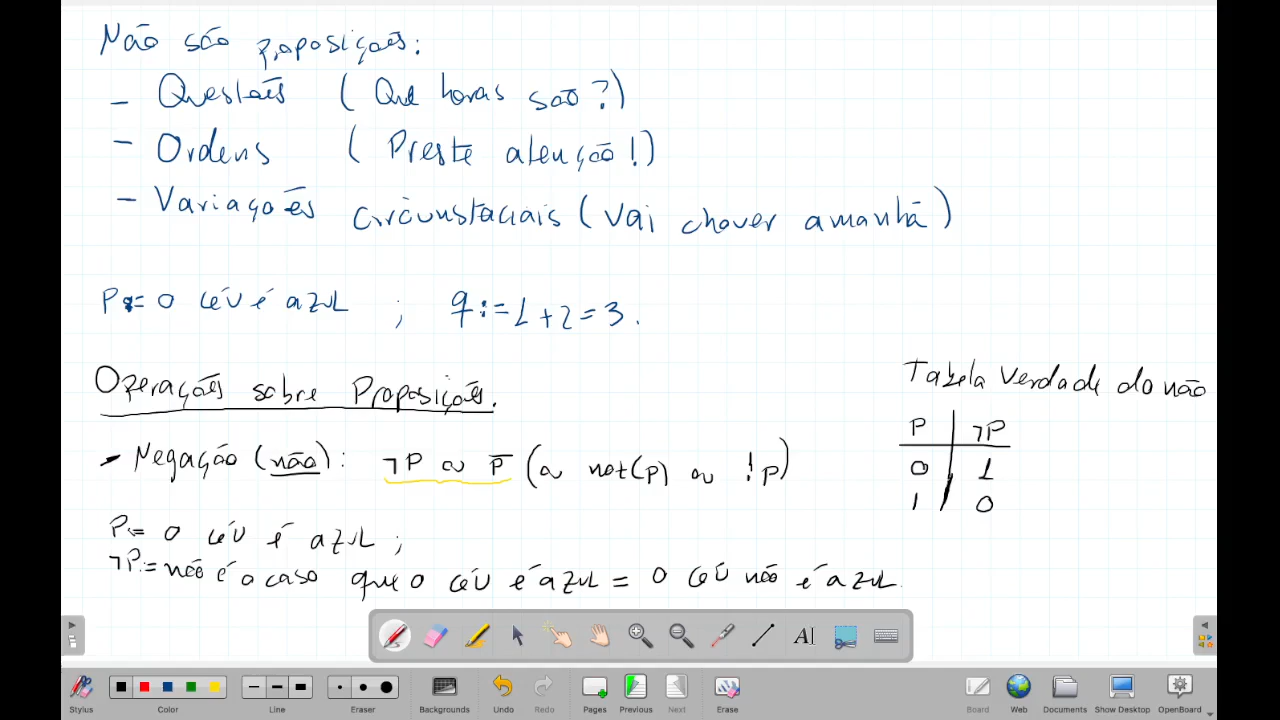 Não são proposições:
- Questões (Que horas são?)
- Ordens (Preste atenção!)
- Variações circunstaciais (vai chover amanhã)
P:= O céu é azul ; q:=1+2=3.
Operações sobre Proposições.
- Negação (não): ¬P ou P̅ (ou not(P) ou !P)
P:= O céu é azul ;
¬P:= não é o caso que o céu é azul = O céu não é azul.
Tabela Verdade do não
P | ¬P
0 | 1
1 | 0
Stylus Color Line Eraser Backgrounds Undo Redo Pages Previous Next Erase Board Web Documents Show Desktop OpenBoard